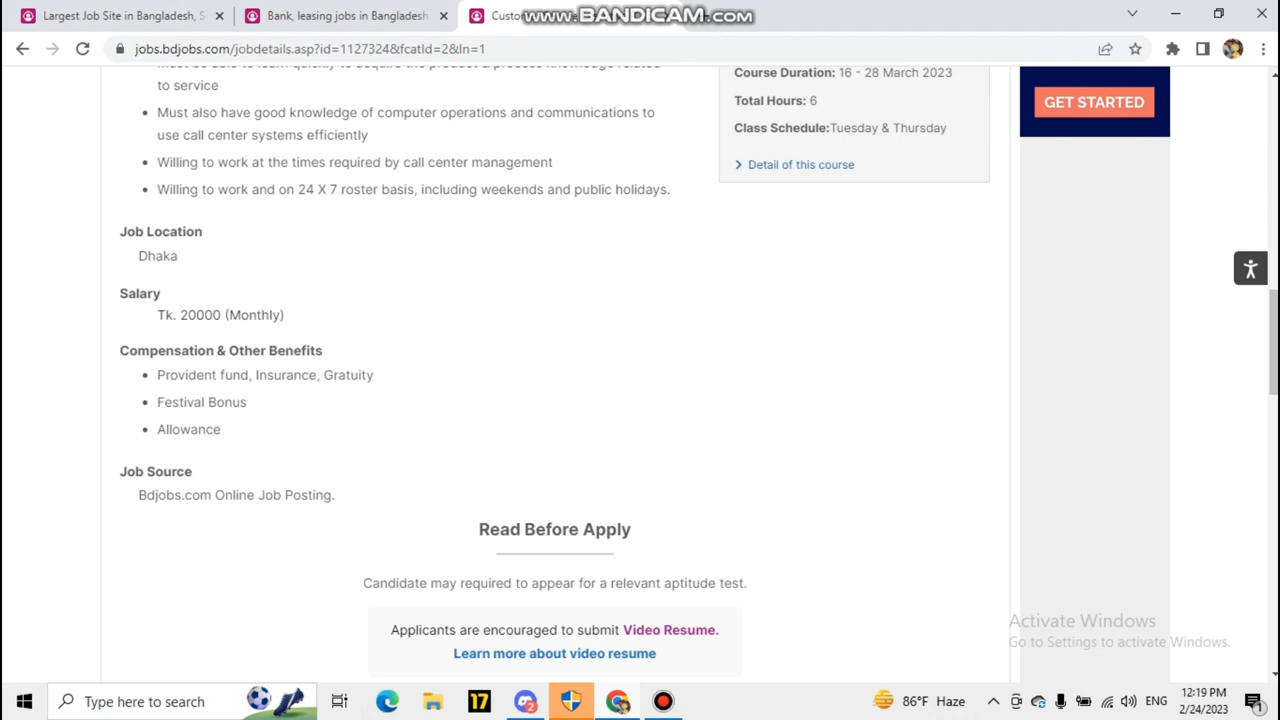 www.BANDICAM.COM
Largest Job Site in Bangladesh, S
Bank, leasing jobs in Bangladesh
Custo
jobs.bdjobs.com/jobdetails.asp?id=1127324&fcatId=2&ln=1
to service
Must also have good knowledge of computer operations and communications to
use call center systems efficiently
Willing to work at the times required by call center management
Willing to work and on 24 X 7 roster basis, including weekends and public holidays.
Course Duration: 16 - 28 March 2023
Total Hours: 6
Class Schedule:Tuesday & Thursday
Detail of this course
GET STARTED
Job Location
Dhaka
Salary
Tk. 20000 (Monthly)
Compensation & Other Benefits
Provident fund, Insurance, Gratuity
Festival Bonus
Allowance
Job Source
Bdjobs.com Online Job Posting.
Read Before Apply
Candidate may required to appear for a relevant aptitude test.
Applicants are encouraged to submit Video Resume.
Learn more about video resume
Activate Windows
Go to Settings to activate Windows.
Type here to search
17
2
86°F Haze
ENG
12:19 PM
2/24/2023
1